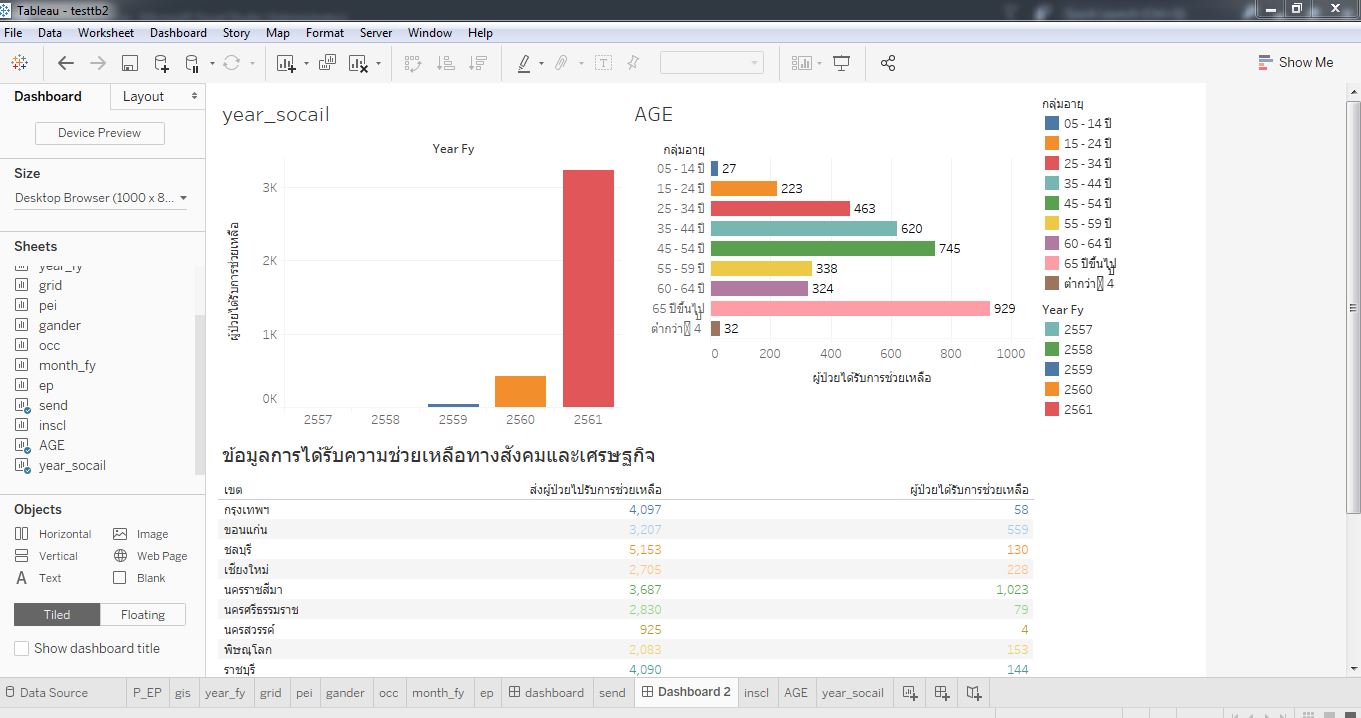 Tableau - testtb2
File Data Worksheet Dashboard Story Map Format Server Window Help
Show Me
Dashboard Layout
Device Preview
Size
Desktop Browser (1000 x 8...
Sheets
year_fy
grid
pei
gander
occ
month_fy
ep
send
inscl
AGE
year_socail
Objects
Horizontal Image
Vertical Web Page
A Text Blank
Tiled Floating
Show dashboard title
year_socail
Year Fy
ผู้ป่วยได้รับการช่วยเหลือ
3K
2K
1K
0K
2557 2558 2559 2560 2561
AGE
กลุ่มอายุ
05 - 14 ปี 27
15 - 24 ปี 223
25 - 34 ปี 463
35 - 44 ปี 620
45 - 54 ปี 745
55 - 59 ปี 338
60 - 64 ปี 324
65 ปีขึ้นไป 929
ต่ำกว่า 4 32
0 200 400 600 800 1000
ผู้ป่วยได้รับการช่วยเหลือ
กลุ่มอายุ
05 - 14 ปี
15 - 24 ปี
25 - 34 ปี
35 - 44 ปี
45 - 54 ปี
55 - 59 ปี
60 - 64 ปี
65 ปีขึ้นไป
ต่ำกว่า 4
Year Fy
2557
2558
2559
2560
2561
ข้อมูลการได้รับความช่วยเหลือทางสังคมและเศรษฐกิจ
เขต ส่งผู้ป่วยไปรับการช่วยเหลือ ผู้ป่วยได้รับการช่วยเหลือ
กรุงเทพฯ 4,097 58
ขอนแก่น 3,207 559
ชลบุรี 5,153 130
เชียงใหม่ 2,705 228
นครราชสีมา 3,687 1,023
นครศรีธรรมราช 2,830 79
นครสวรรค์ 925 4
พิษณุโลก 2,083 153
ราชบุรี 4,090 144
Data Source P_EP gis year_fy grid pei gander occ month_fy ep dashboard send Dashboard 2 inscl AGE year_socail